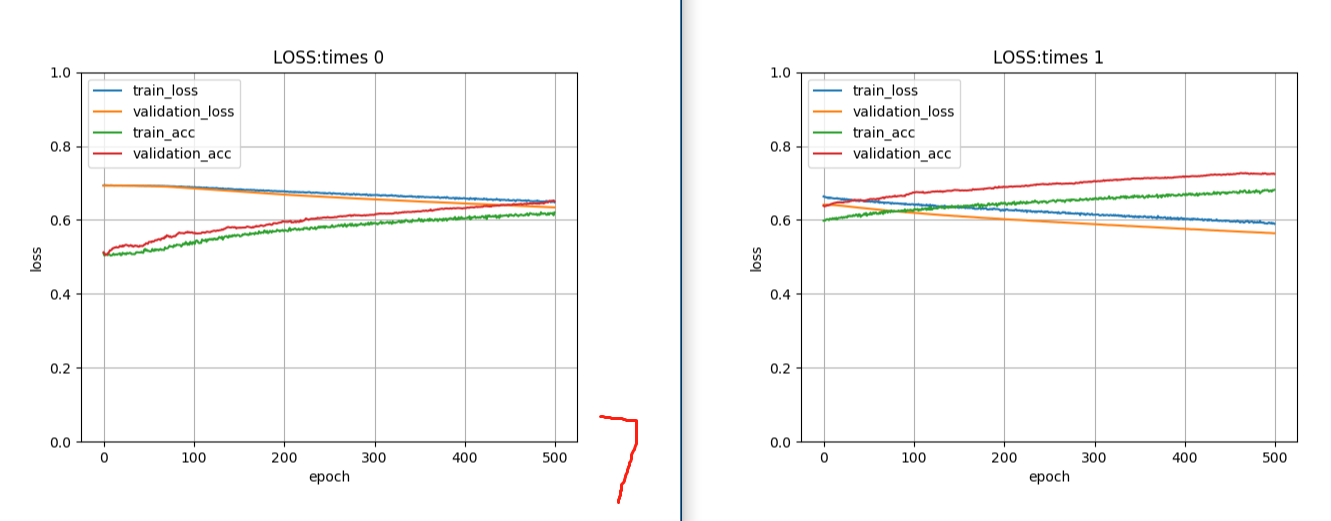 LOSS:times 0
1.0
0.8
0.6
0.4
0.2
0.0
loss
train_loss
validation_loss
train_acc
validation_acc
0 100 200 300 400 500
epoch
7
LOSS:times 1
1.0
0.8
0.6
0.4
0.2
0.0
loss
train_loss
validation_loss
train_acc
validation_acc
0 100 200 300 400 500
epoch